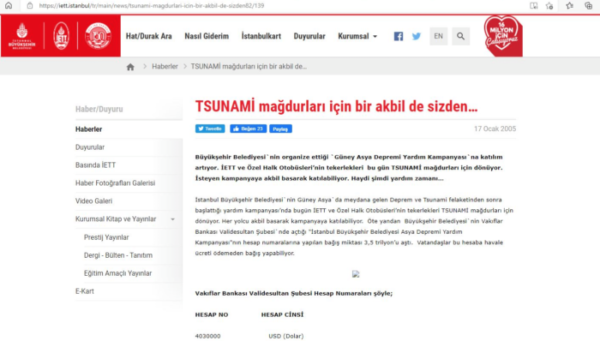 https://iett.istanbul/tr/main/news/tsunami-magdurlari-icin-bir-akbil-de-sizden82/139
İSTANBUL
BÜYÜKŞEHİR
BELEDİYESİ
İETT
Hat/Durak Ara Nasıl Giderim İstanbulkart Duyurular Kurumsal EN
16
MİLYON
İÇİN
Çalışıyoruz
Haberler TSUNAMİ mağdurları için bir akbil de…
Haber/Duyuru
Haberler
Duyurular
Basında İETT
Haber Fotoğrafları Galerisi
Video Galeri
Kurumsal Kitap ve Yayınlar
Prestij Yayınlar
Dergi - Bülten - Tanıtım
Eğitim Amaçlı Yayınlar
E-Kart
TSUNAMİ mağdurları için bir akbil de sizden…
Tweetle Beğen 33 Paylaş 17 Ocak 2005
Büyükşehir Belediyesi`nin organize ettiği `Güney Asya Depremi Yardım Kampanyası`na katılım
artıyor. İETT ve Özel Halk Otobüsleri`nin tekerlekleri bu gün TSUNAMİ mağdurları için dönüyor.
İsteyen kampanyaya akbil basarak katılabiliyor. Haydi şimdi yardım zamanı…
İstanbul Büyükşehir Belediyesi`nin Güney Asya`da meydana gelen Deprem ve Tsunami felaketinden sonra
başlattığı yardım kampanyası`nda bugün İETT ve Özel Halk Otobüsleri`nin tekerlekleri TSUNAMİ mağdurları için
dönüyor. Her yolcu akbil basarak kampanyaya katılabiliyor. Öte yandan Büyükşehir Belediyesi`nin Vakıflar
Bankası Validesultan Şubesi`nde açtığı "İstanbul Büyükşehir Belediyesi Asya Depremi Yardım
Kampanyası"nın hesap numaralarına yapılan bağış miktası 3,5 trilyon'u aştı. Vatandaşlar bu hesaba havale
ücreti ödemeden bağış yapabiliyor.
Vakıflar Bankası Validesultan Şubesi Hesap Numaraları şöyle;
HESAP NO HESAP CİNSİ
4030000 USD (Dolar)